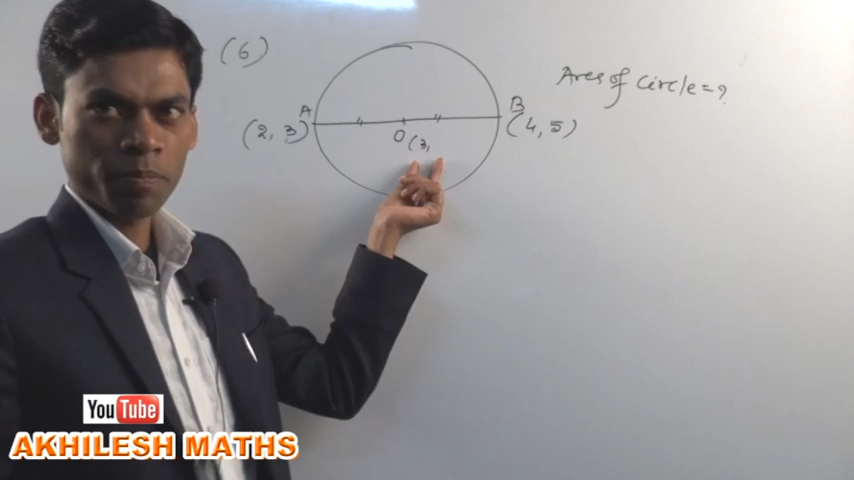 (6)
Area of circle = ?
A
B
(2, 3)
(4, 5)
O (3,
YouTube
AKHILESH MATHS